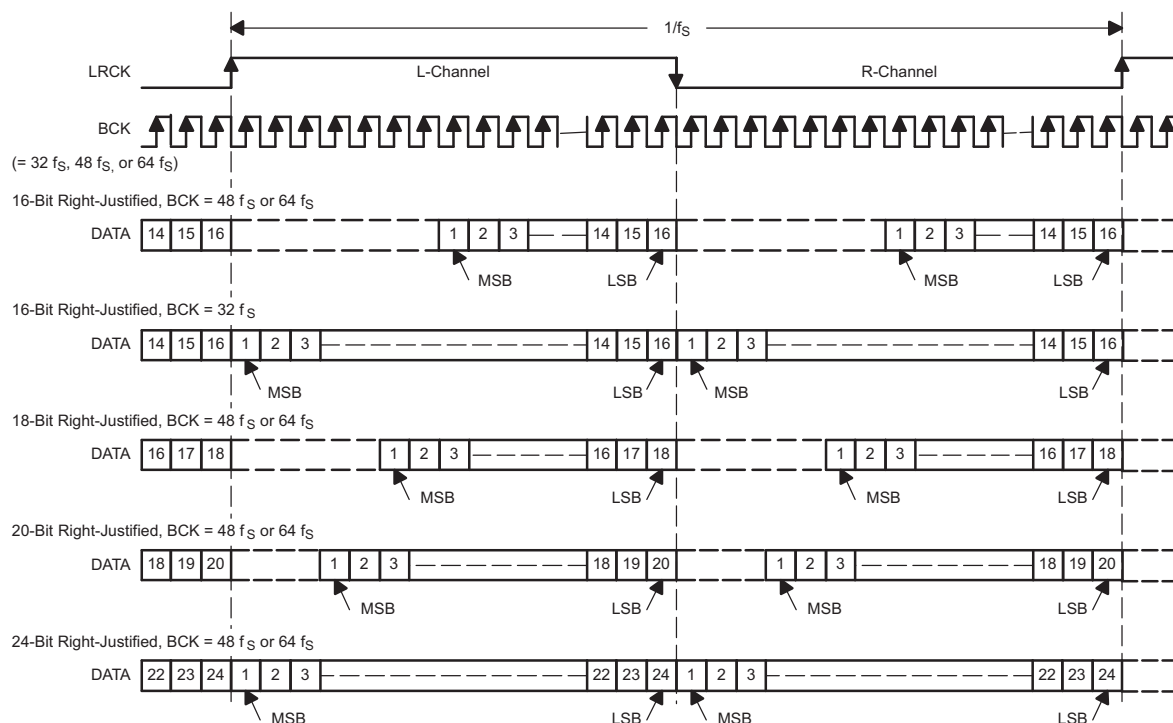 1/fS
LRCK L-Channel R-Channel
BCK
(= 32 fS, 48 fS, or 64 fS)
16-Bit Right-Justified, BCK = 48 fS or 64 fS
DATA 14 15 16 1 2 3 14 15 16 1 2 3 14 15 16
MSB LSB MSB LSB
16-Bit Right-Justified, BCK = 32 fS
DATA 14 15 16 1 2 3 14 15 16 1 2 3 14 15 16
MSB LSB MSB LSB
18-Bit Right-Justified, BCK = 48 fS or 64 fS
DATA 16 17 18 1 2 3 16 17 18 1 2 3 16 17 18
MSB LSB MSB LSB
20-Bit Right-Justified, BCK = 48 fS or 64 fS
DATA 18 19 20 1 2 3 18 19 20 1 2 3 18 19 20
MSB LSB MSB LSB
24-Bit Right-Justified, BCK = 48 fS or 64 fS
DATA 22 23 24 1 2 3 22 23 24 1 2 3 22 23 24
MSB LSB MSB LSB